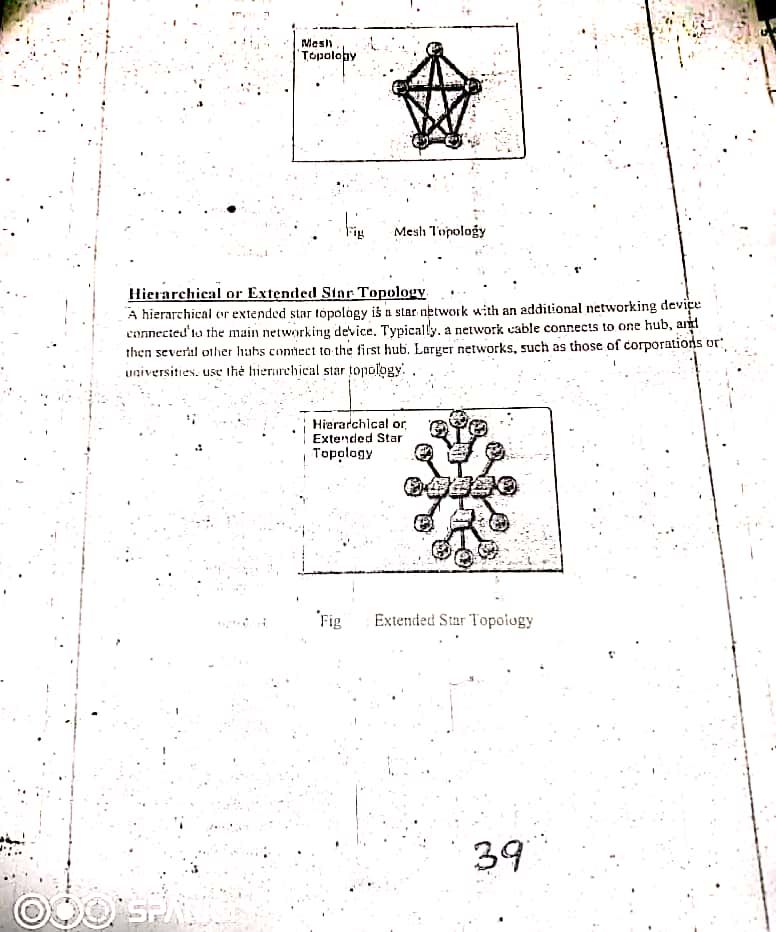 Mesh
Topology
Fig Mesh Topology
Hierarchical or Extended Star Topology
A hierarchical or extended star topology is a star network with an additional networking device
connected to the main networking device. Typically, a network cable connects to one hub, and
then several other hubs connect to the first hub. Larger networks, such as those of corporations or
universities, use the hierarchical star topology.
Hierarchical or
Extended Star
Topology
Fig Extended Star Topology
39